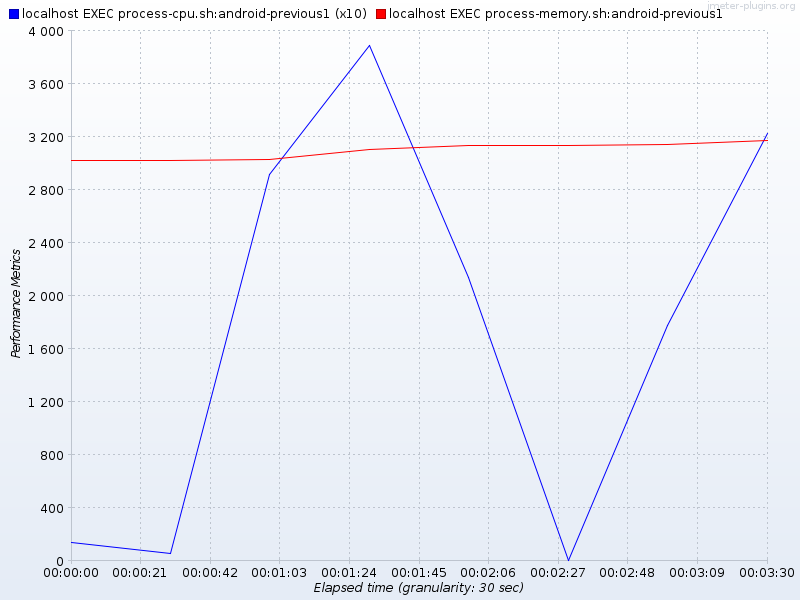 jmeter-plugins.org
localhost EXEC process-cpu.sh:android-previous1 (x10) localhost EXEC process-memory.sh:android-previous1
4 000
3 600
3 200
2 800
2 400
2 000
1 600
1 200
800
400
0
Performance Metrics
00:00:00 00:00:21 00:00:42 00:01:03 00:01:24 00:01:45 00:02:06 00:02:27 00:02:48 00:03:09 00:03:30
Elapsed time (granularity: 30 sec)